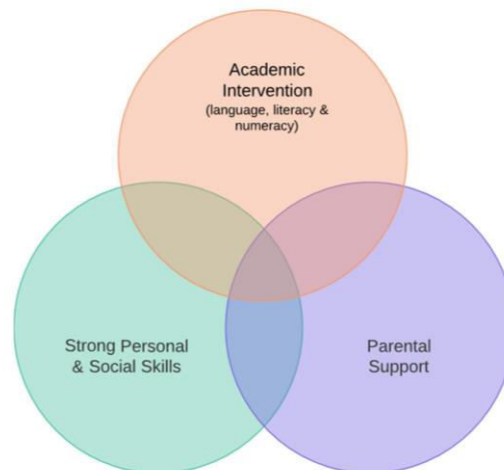 Academic
Intervention
(language, literacy &
numeracy)
Strong Personal
& Social Skills
Parental
Support